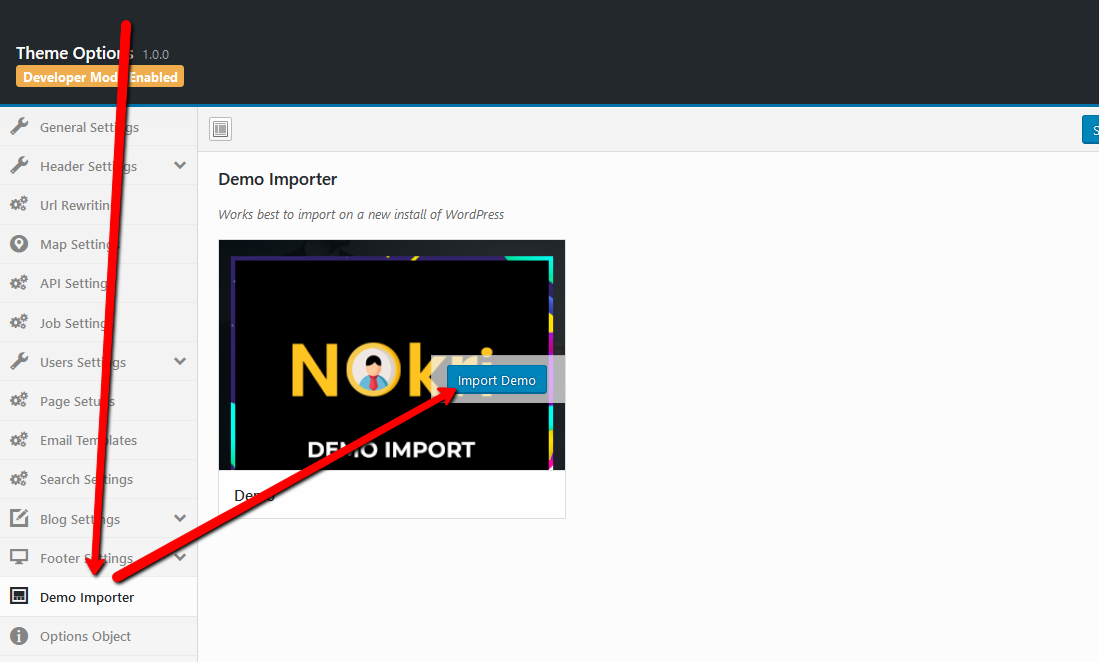 Theme Options 1.0.0
Developer Mode Enabled
General Settings
Header Settings
Url Rewriting
Map Settings
API Settings
Job Settings
Users Settings
Page Setups
Email Templates
Search Settings
Blog Settings
Footer Settings
Demo Importer
Options Object
S
Demo Importer
Works best to import on a new install of WordPress
Nokri
Import Demo
DEMO IMPORT
Demo